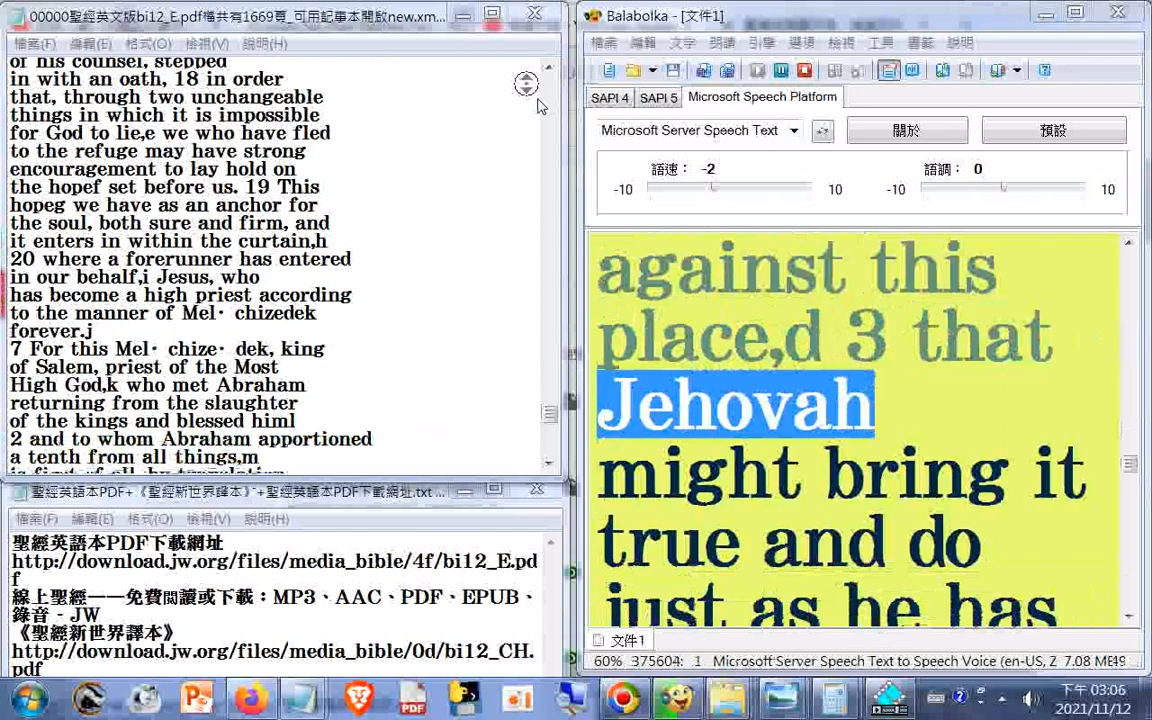 00000聖經英文版bi12_E.pdf檔共有1669頁_可用記事本開啟new.xm...
檔案(F) 編輯(E) 格式(O) 檢視(V) 說明(H)
of his counsel, stepped
in with an oath, 18 in order
that, through two unchangeable
things in which it is impossible
for God to lie,e we who have fled
to the refuge may have strong
encouragement to lay hold on
the hopef set before us. 19 This
hopeg we have as an anchor for
the soul, both sure and firm, and
it enters in within the curtain,h
20 where a forerunner has entered
in our behalf,i Jesus, who
has become a high priest according
to the manner of Mel· chizedek
forever.j
7 For this Mel· chize· dek, king
of Salem, priest of the Most
High God,k who met Abraham
returning from the slaughter
of the kings and blessed himl
2 and to whom Abraham apportioned
a tenth from all things,m
is first of all, by translation
聖經英語本PDF+《聖經新世界譯本》+聖經英語本PDF下載網址.txt ...
檔案(F) 編輯(E) 格式(O) 檢視(V) 說明(H)
聖經英語本PDF下載網址
http://download.jw.org/files/media_bible/4f/bi12_E.pd
f
線上聖經——免費閱讀或下載：MP3、AAC、PDF、EPUB、
錄音 - JW
《聖經新世界譯本》
http://download.jw.org/files/media_bible/0d/bi12_CH.
pdf
Balabolka - [文件1]
檔案 編輯 文字 朗讀 引擎 選項 檢視 工具 書籤 說明
SAPI 4 SAPI 5 Microsoft Speech Platform
Microsoft Server Speech Text 關於 預設
語速： -2 語調： 0
-10 10 -10 10
against this
place,d 3 that
Jehovah
might bring it
true and do
just as he has
文件1
60% 375604: 1 Microsoft Server Speech Text to Speech Voice (en-US, Z 7.08 ME49
下午 03:06
2021/11/12